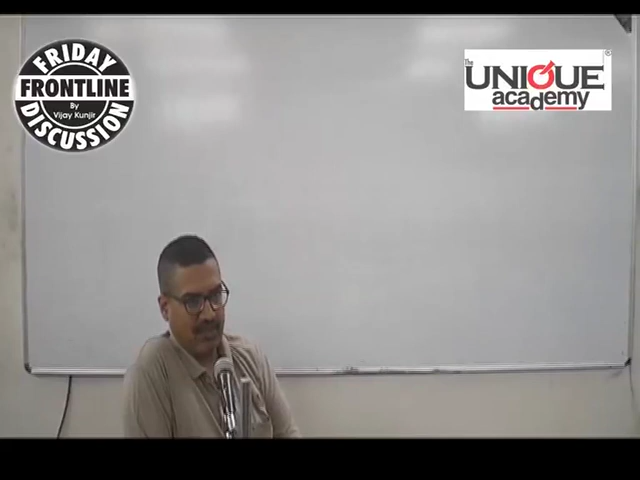 FRIDAY
FRONTLINE
By
Vijay Kunjir
DISCUSSION
The
UNIQUE
academy